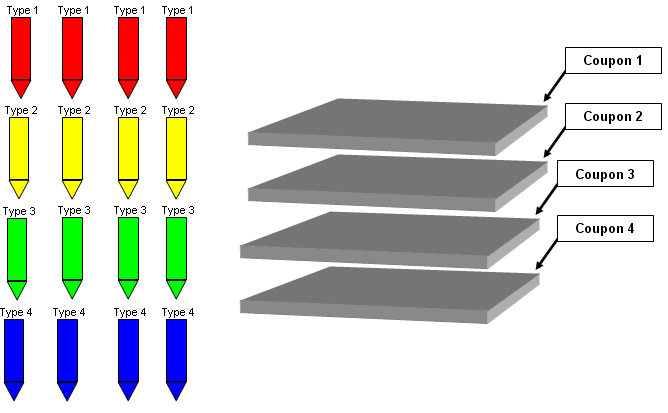 Type 1 Type 1 Type 1 Type 1
Coupon 1
Type 2 Type 2 Type 2 Type 2
Coupon 2
Coupon 3
Type 3 Type 3 Type 3 Type 3
Coupon 4
Type 4 Type 4 Type 4 Type 4